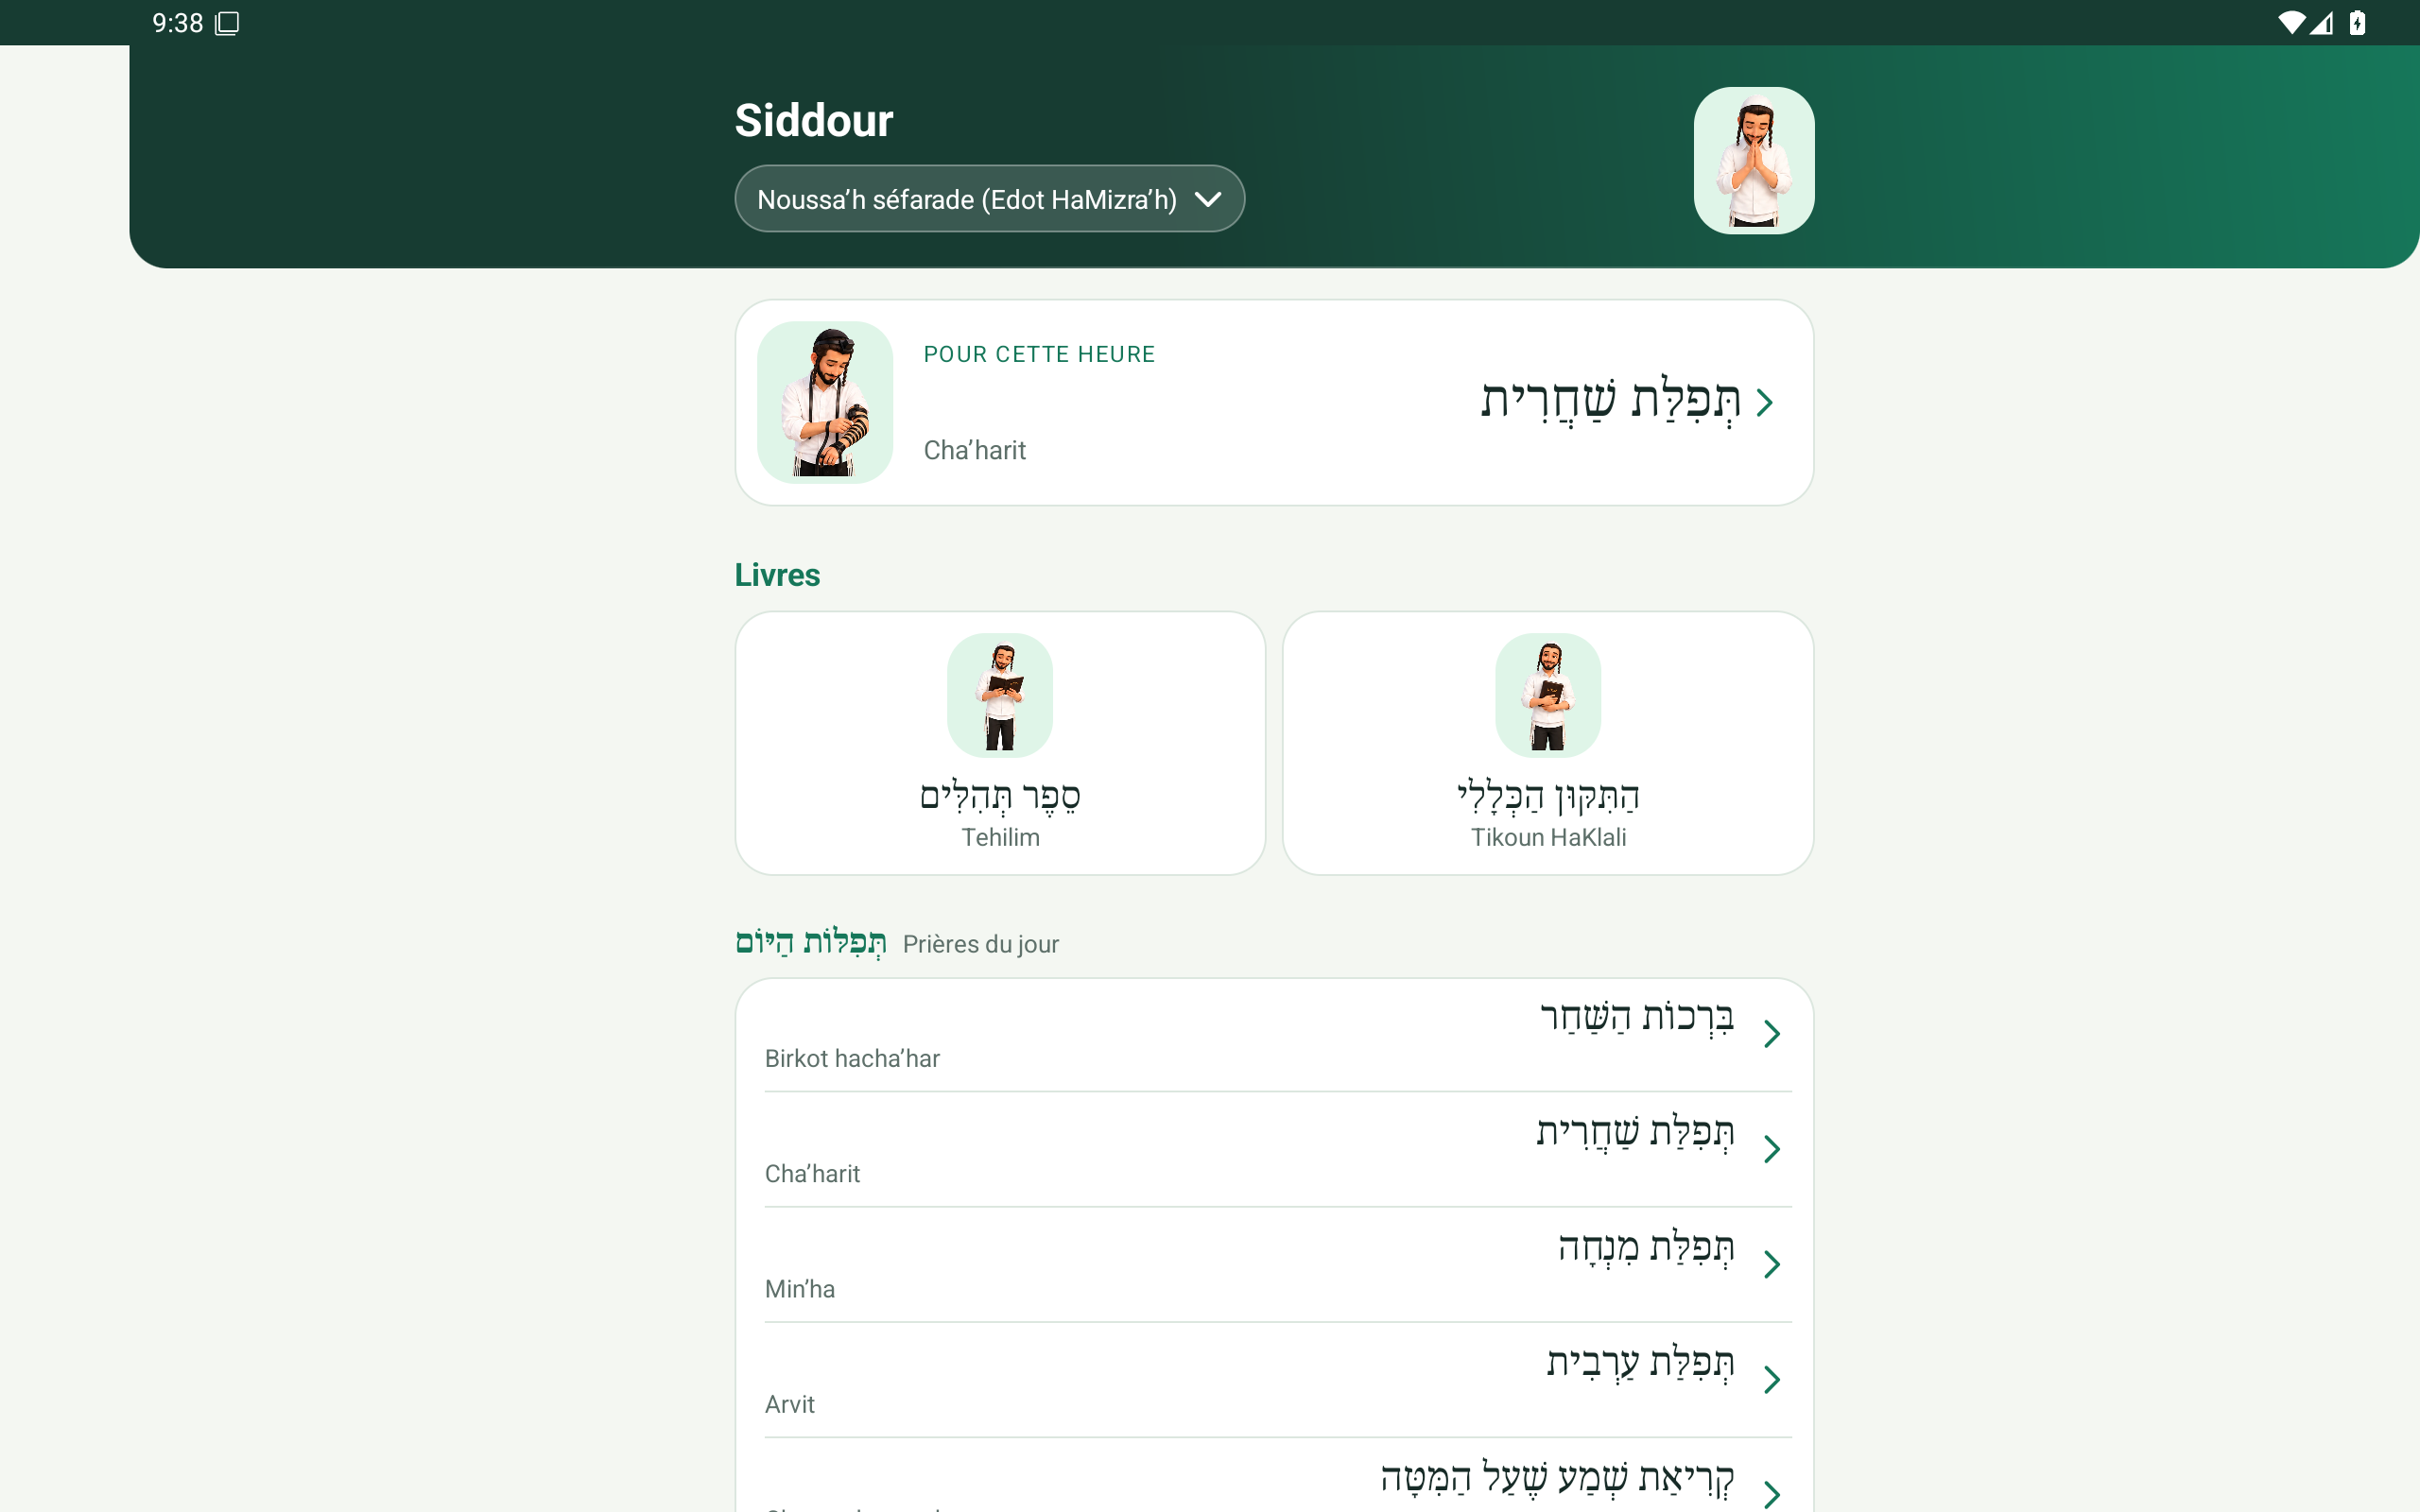 9:38
Siddour
Noussa’h séfarade (Edot HaMizra’h)
POUR CETTE HEURE
תְּפִלַּת שַׁחֲרִית
Cha’harit
Livres
סֵפֶר תְּהִלִּים
Tehilim
הַתִּקּוּן הַכְּלָלִי
Tikoun HaKlali
תְּפִלּוֹת הַיּוֹם Prières du jour
בִּרְכוֹת הַשַּׁחַר
Birkot hacha’har
תְּפִלַּת שַׁחֲרִית
Cha’harit
תְּפִלַּת מִנְחָה
Min’ha
תְּפִלַּת עַרְבִית
Arvit
קְרִיאַת שְׁמַע שֶׁעַל הַמִּטָּה